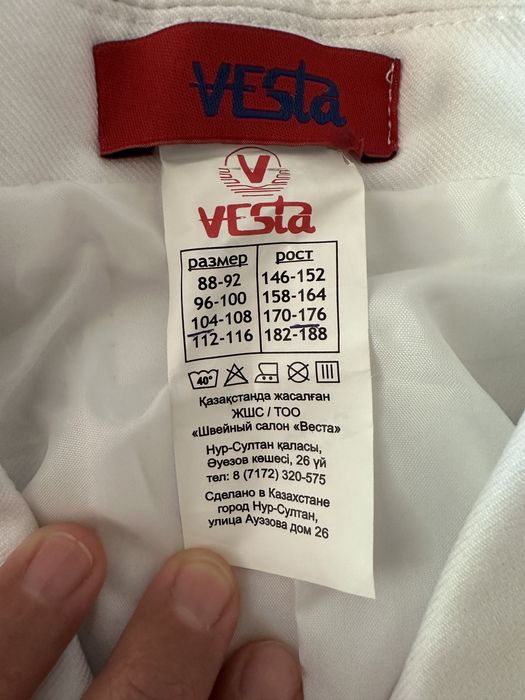 VESta
V
VESta
размер рост
88-92 146-152
96-100 158-164
104-108 170-176
112-116 182-188
40°
Қазақстанда жасалған
ЖШС / ТОО
«Швейный салон «Веста»
Нур-Султан қаласы,
Әуезов көшесі, 26 үй
тел: 8 (7172) 320-575
Сделано в Казахстане
город Нур-Султан,
улица Ауэзова дом 26